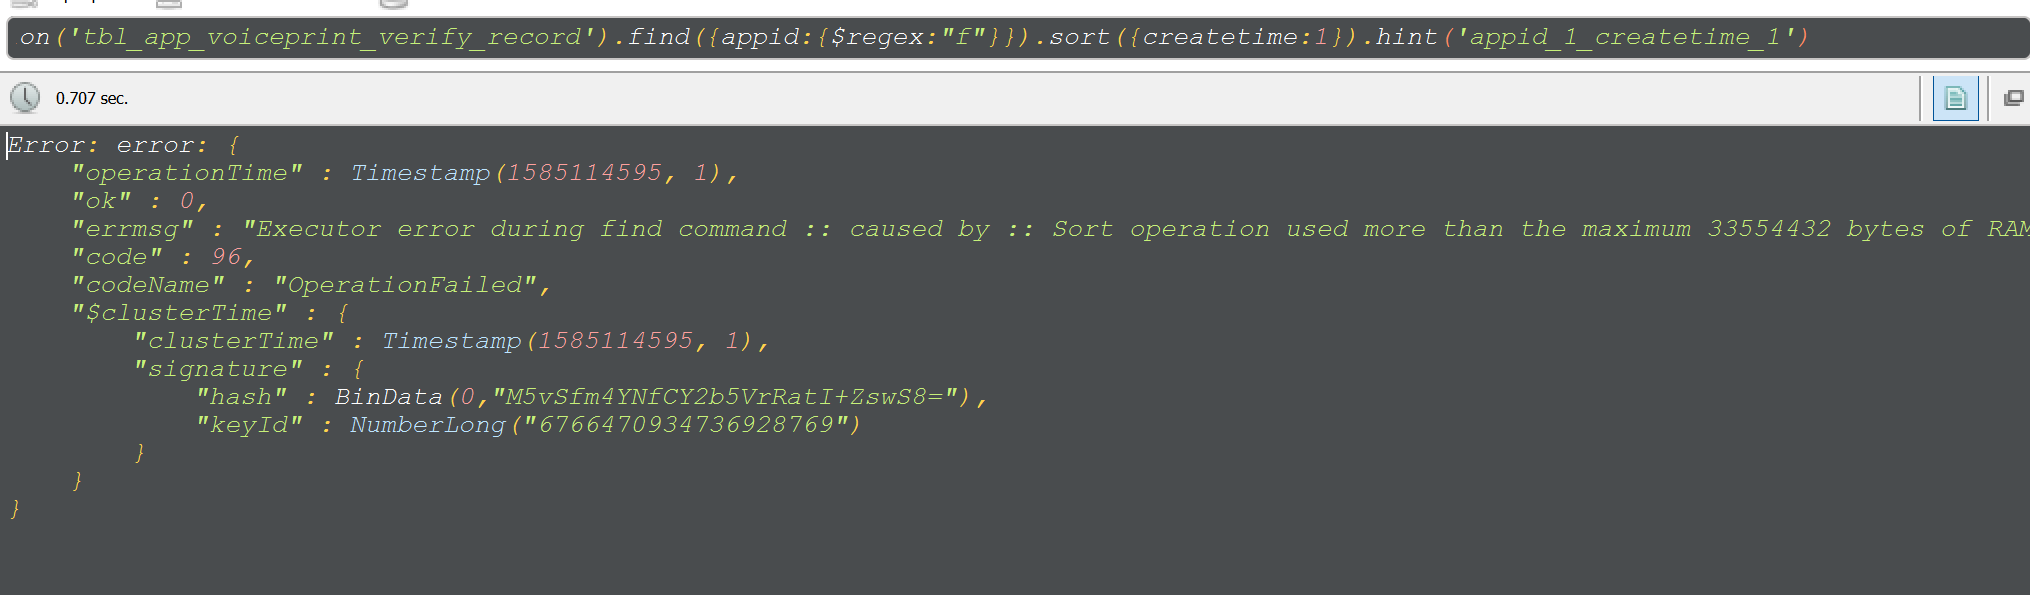 on('tbl_app_voiceprint_verify_record').find({appid:{$regex:"f"}}).sort({createtime:1}).hint('appid_1_createtime_1')
0.707 sec.
Error: error: {
"operationTime" : Timestamp(1585114595, 1),
"ok" : 0,
"errmsg" : "Executor error during find command :: caused by :: Sort operation used more than the maximum 33554432 bytes of RAM
"code" : 96,
"codeName" : "OperationFailed",
"$clusterTime" : {
"clusterTime" : Timestamp(1585114595, 1),
"signature" : {
"hash" : BinData(0,"M5vSfm4YNfCY2b5VrRatI+ZswS8="),
"keyId" : NumberLong("6766470934736928769")
}
}
}